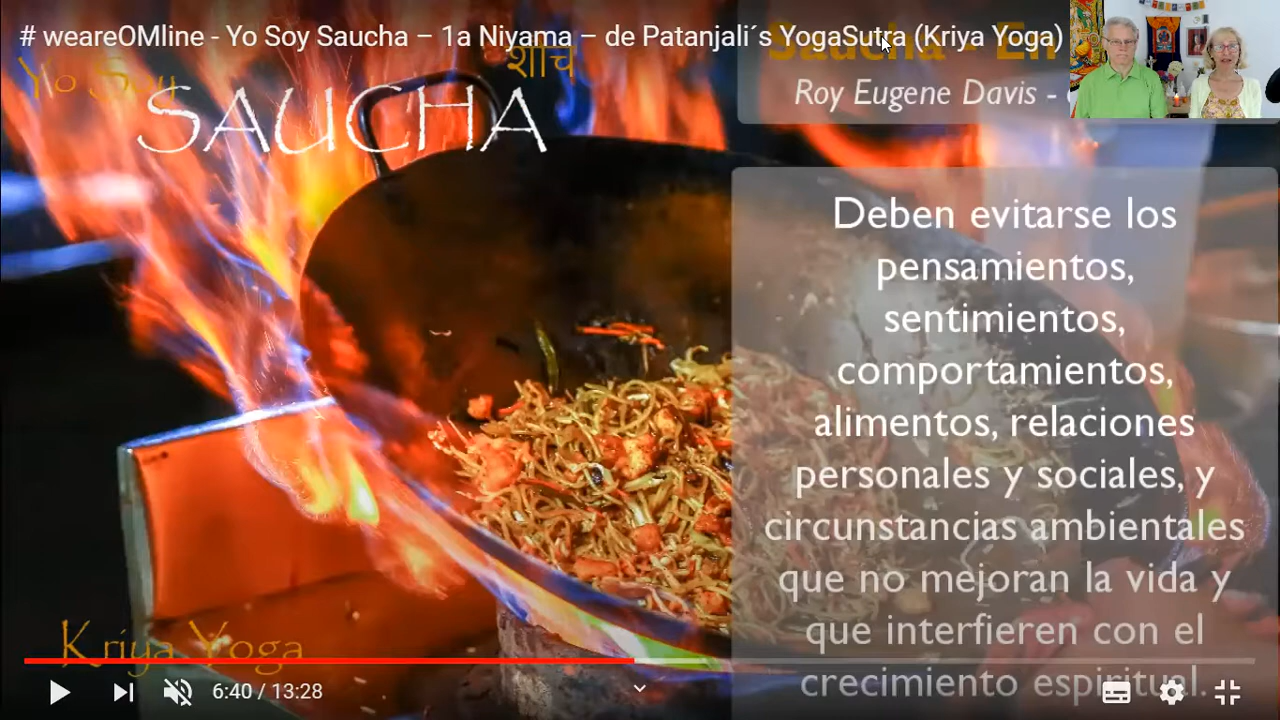 # weareOMline - Yo Soy Saucha – 1a Niyama – de Patanjali´s YogaSutra (Kriya Yoga)
Yo Soy
शौच
SAUCHA
Saucha - En
Roy Eugene Davis -
Deben evitarse los
pensamientos,
sentimientos,
comportamientos,
alimentos, relaciones
personales y sociales, y
circunstancias ambientales
que no mejoran la vida y
que interfieren con el
crecimiento espiritual.
Kriya Yoga
6:40 / 13:28